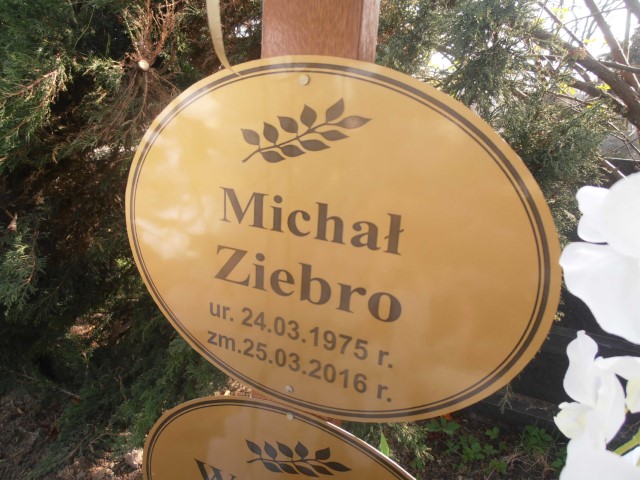 Michał
Ziebro
ur. 24.03.1975 r.
zm.25.03.2016 r.